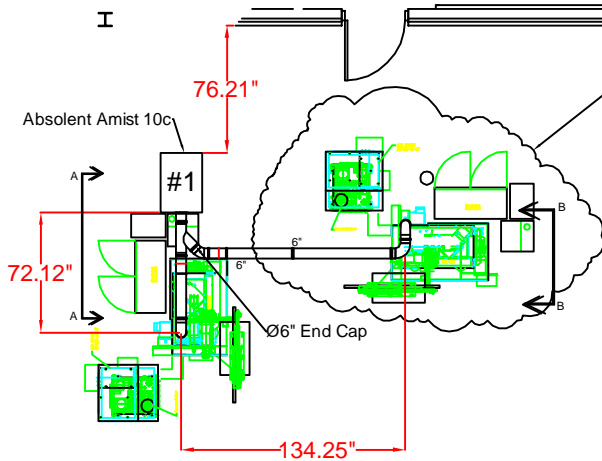 76.21"
Absolent Amist 10c
#1
A
B
6"
6"
72.12"
B
A
Ø6" End Cap
134.25"